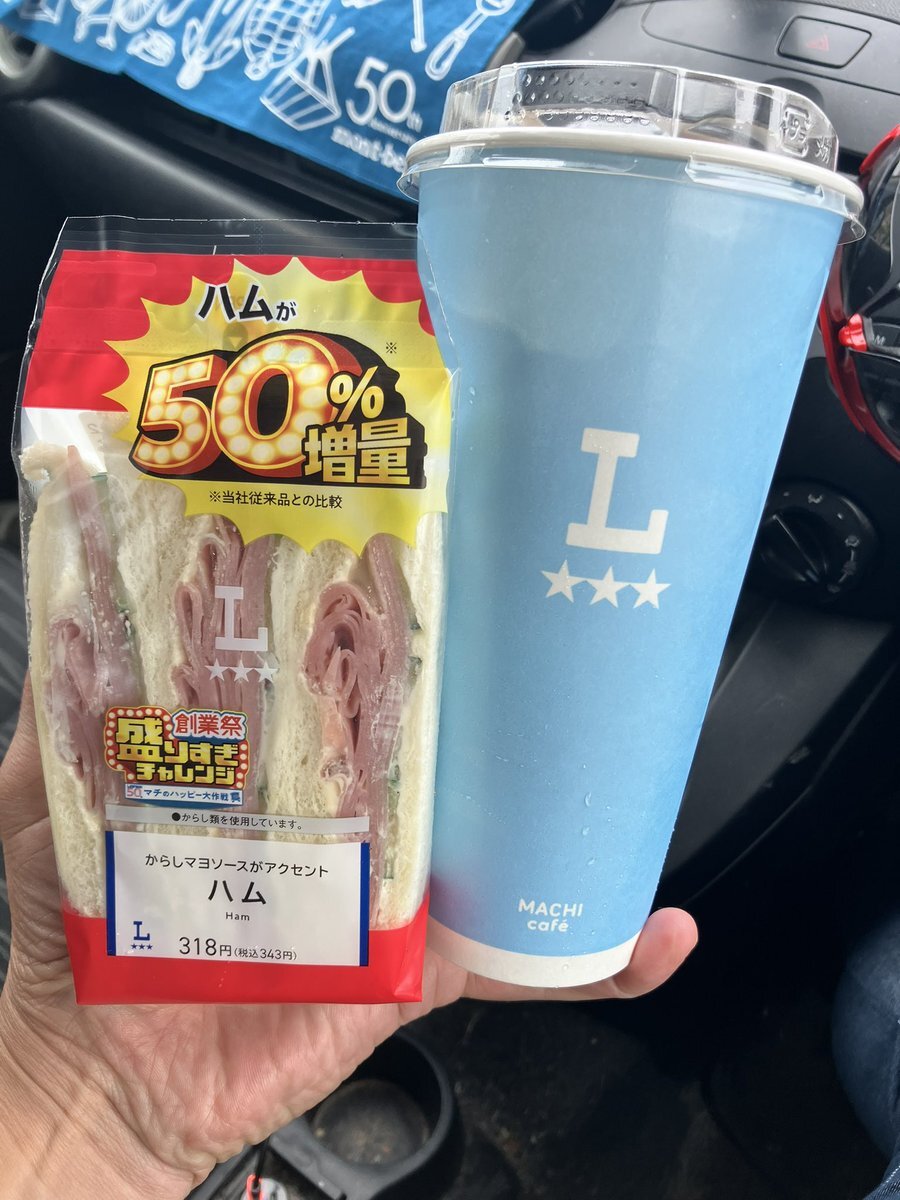 50th
mont-be
ハムが
50%※
増量
※当社従来品との比較
L
創業祭
盛りすぎ
チャレンジ
50th マチのハッピー大作戦
●からし類を使用しています。
からしマヨソースがアクセント
ハム
Ham
L
318円(税込343円)
L
MACHI
café